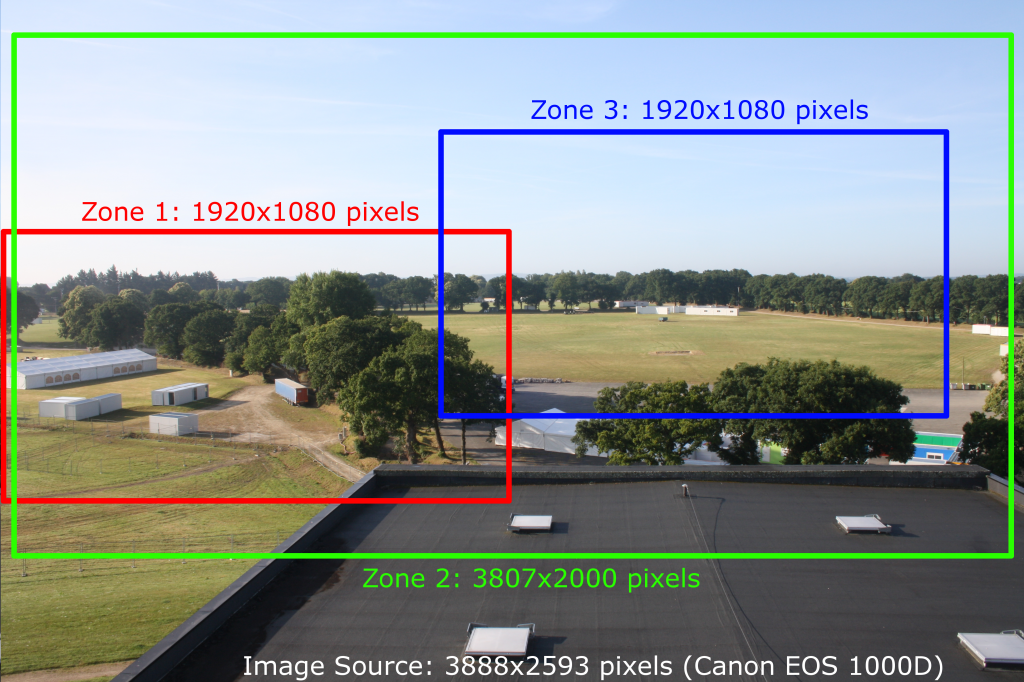 Zone 3: 1920x1080 pixels
Zone 1: 1920x1080 pixels
Zone 2: 3807x2000 pixels
Image Source: 3888x2593 pixels (Canon EOS 1000D)